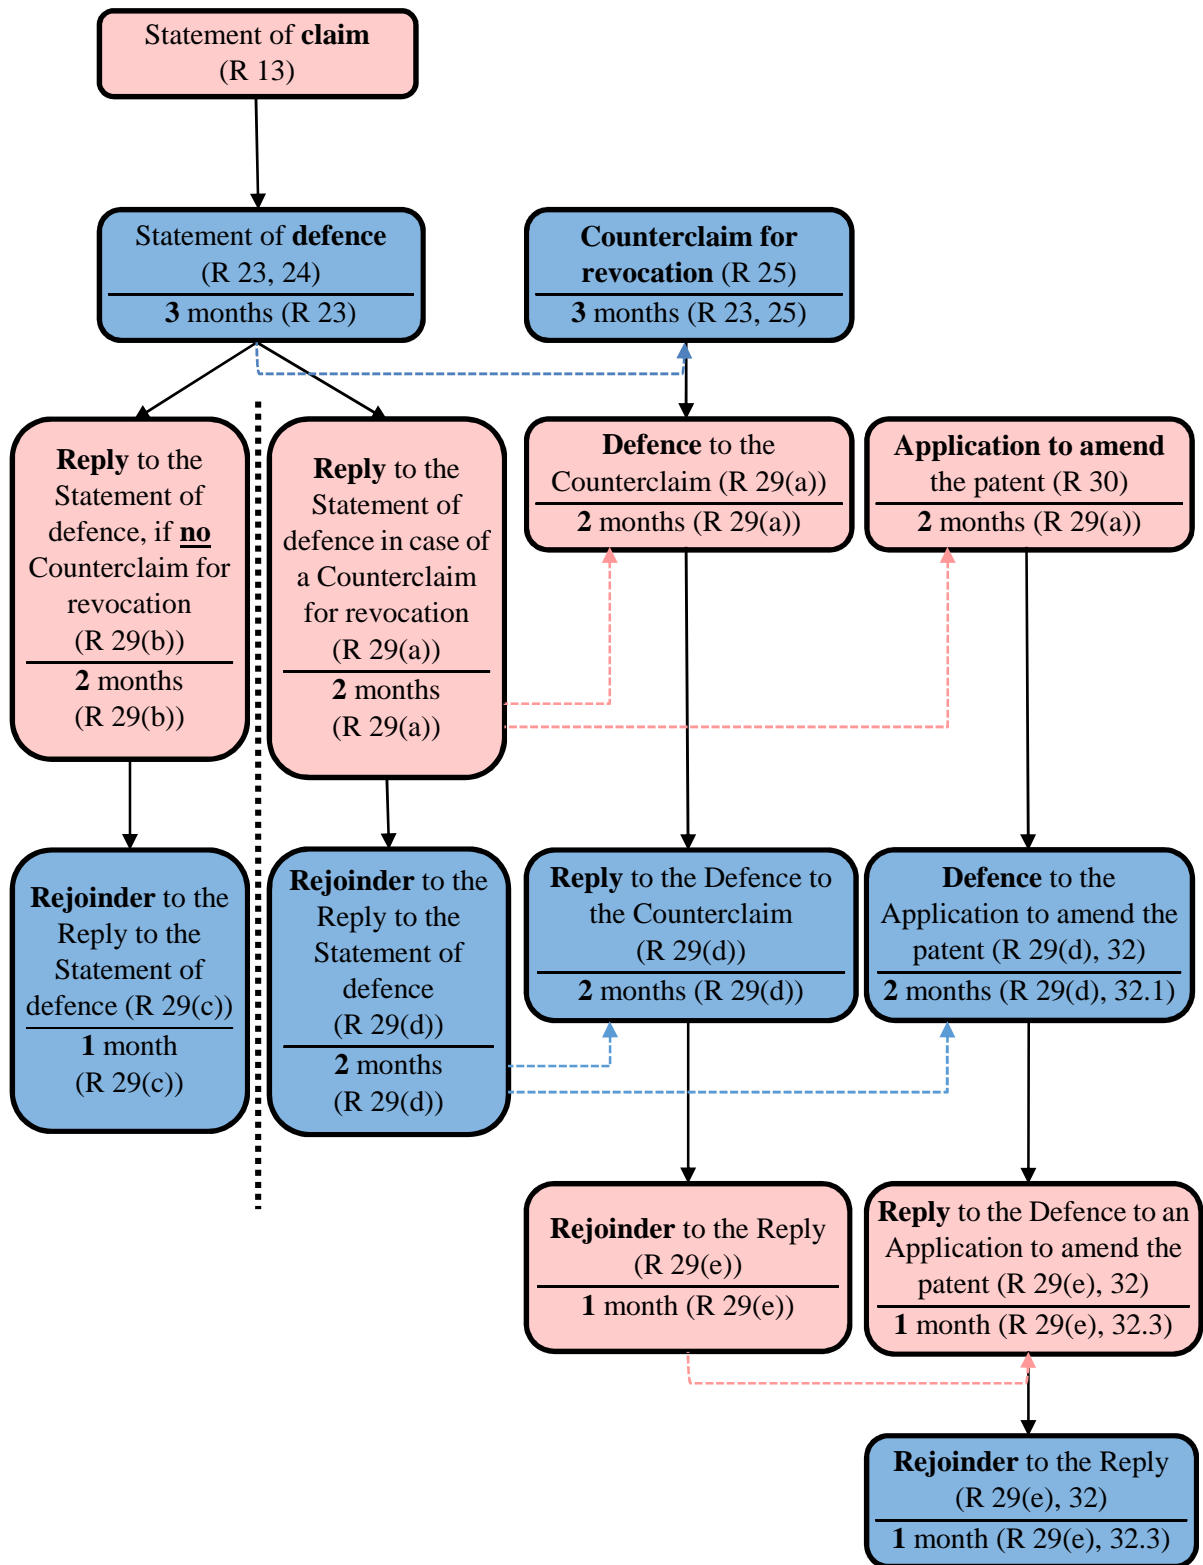 Statement of claim
(R 13)
Statement of defence
(R 23, 24)
3 months (R 23)
Counterclaim for
revocation (R 25)
3 months (R 23, 25)
Reply to the
Statement of
defence, if no
Counterclaim for
revocation
(R 29(b))
2 months
(R 29(b))
Reply to the
Statement of
defence in case of
a Counterclaim
for revocation
(R 29(a))
2 months
(R 29(a))
Defence to the
Counterclaim (R 29(a))
2 months (R 29(a))
Application to amend
the patent (R 30)
2 months (R 29(a))
Rejoinder to the
Reply to the
Statement of
defence (R 29(c))
1 month
(R 29(c))
Rejoinder to the
Reply to the
Statement of
defence
(R 29(d))
2 months
(R 29(d))
Reply to the Defence to
the Counterclaim
(R 29(d))
2 months (R 29(d))
Defence to the
Application to amend the
patent (R 29(d), 32)
2 months (R 29(d), 32.1)
Rejoinder to the Reply
(R 29(e))
1 month (R 29(e))
Reply to the Defence to an
Application to amend the
patent (R 29(e), 32)
1 month (R 29(e), 32.3)
Rejoinder to the Reply
(R 29(e), 32)
1 month (R 29(e), 32.3)